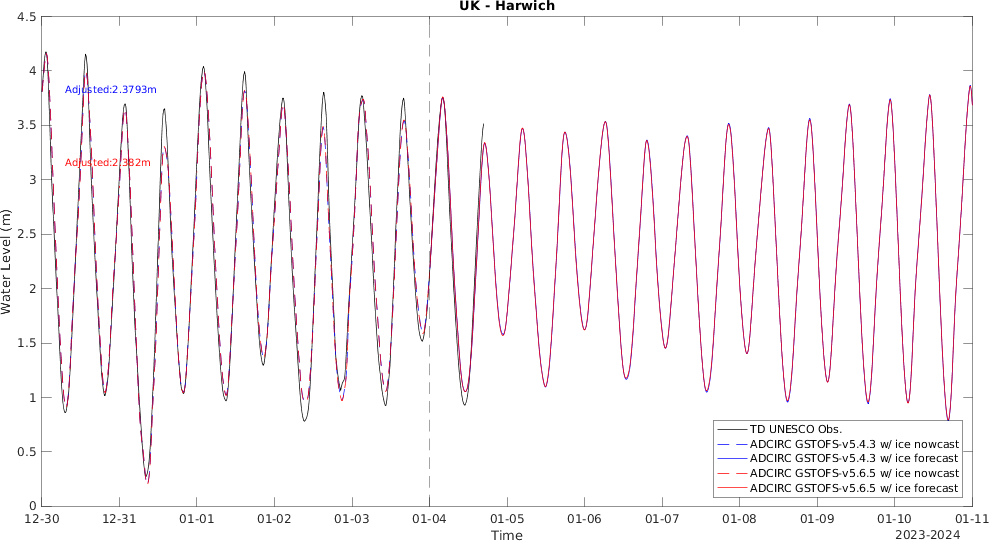 UK - Harwich
4.5
4
3.5
3
2.5
2
1.5
1
0.5
0
Water Level (m)
Adjusted:2.3793m
Adjusted:2.382m
TD UNESCO Obs.
ADCIRC GSTOFS-v5.4.3 w/ ice nowcast
ADCIRC GSTOFS-v5.4.3 w/ ice forecast
ADCIRC GSTOFS-v5.6.5 w/ ice nowcast
ADCIRC GSTOFS-v5.6.5 w/ ice forecast
12-30 12-31 01-01 01-02 01-03 01-04 01-05 01-06 01-07 01-08 01-09 01-10 01-11
Time
2023-2024